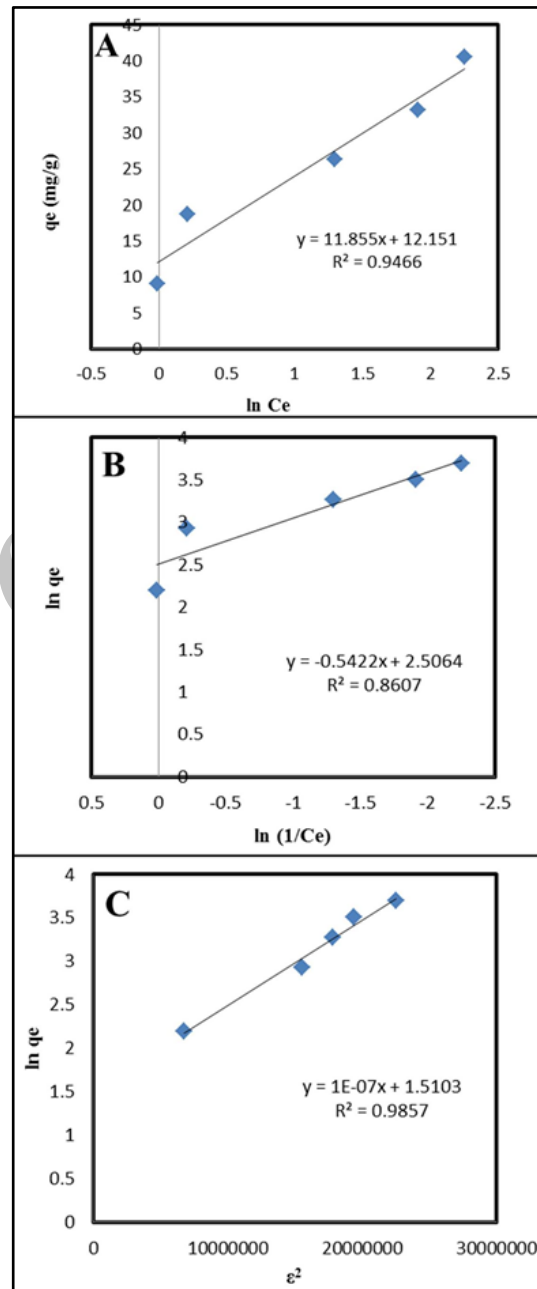 A
45
40
35
30
25
20
15
10
5
0
qe (mg/g)
y = 11.855x + 12.151
R² = 0.9466
-0.5 0 0.5 1 1.5 2 2.5
ln Ce
B
4
3.5
3
2.5
2
1.5
1
0.5
0
ln qe
y = -0.5422x + 2.5064
R² = 0.8607
0.5 0 -0.5 -1 -1.5 -2 -2.5
ln (1/Ce)
C
4
3.5
3
2.5
2
1.5
1
0.5
0
ln qe
y = 1E-07x + 1.5103
R² = 0.9857
0 10000000 20000000 30000000
ε²